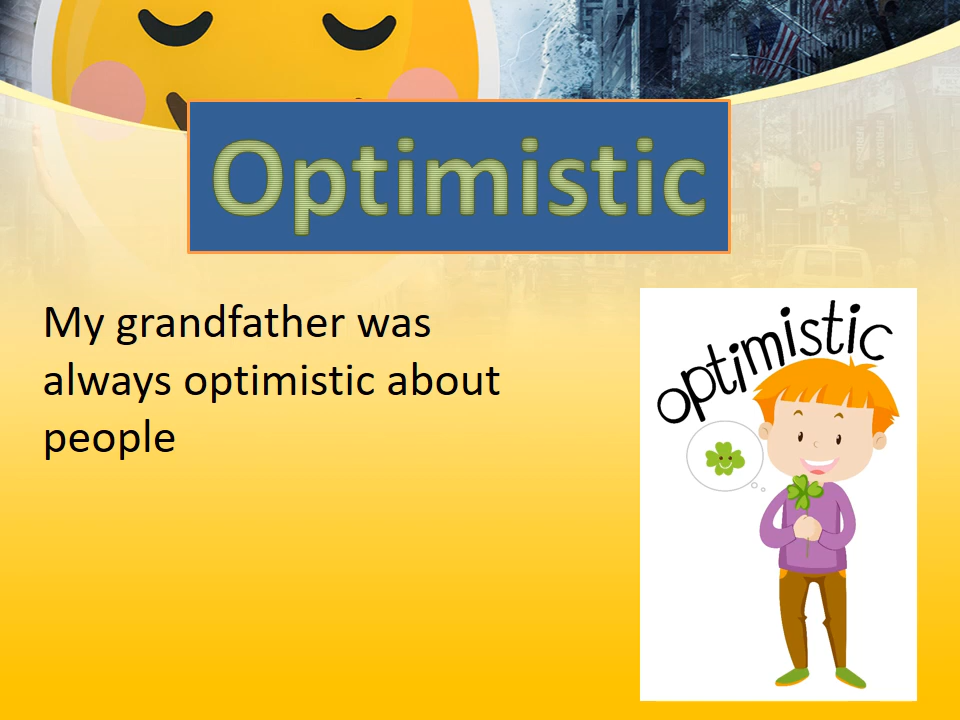 Optimistic
My grandfather was
always optimistic about
people
optimistic